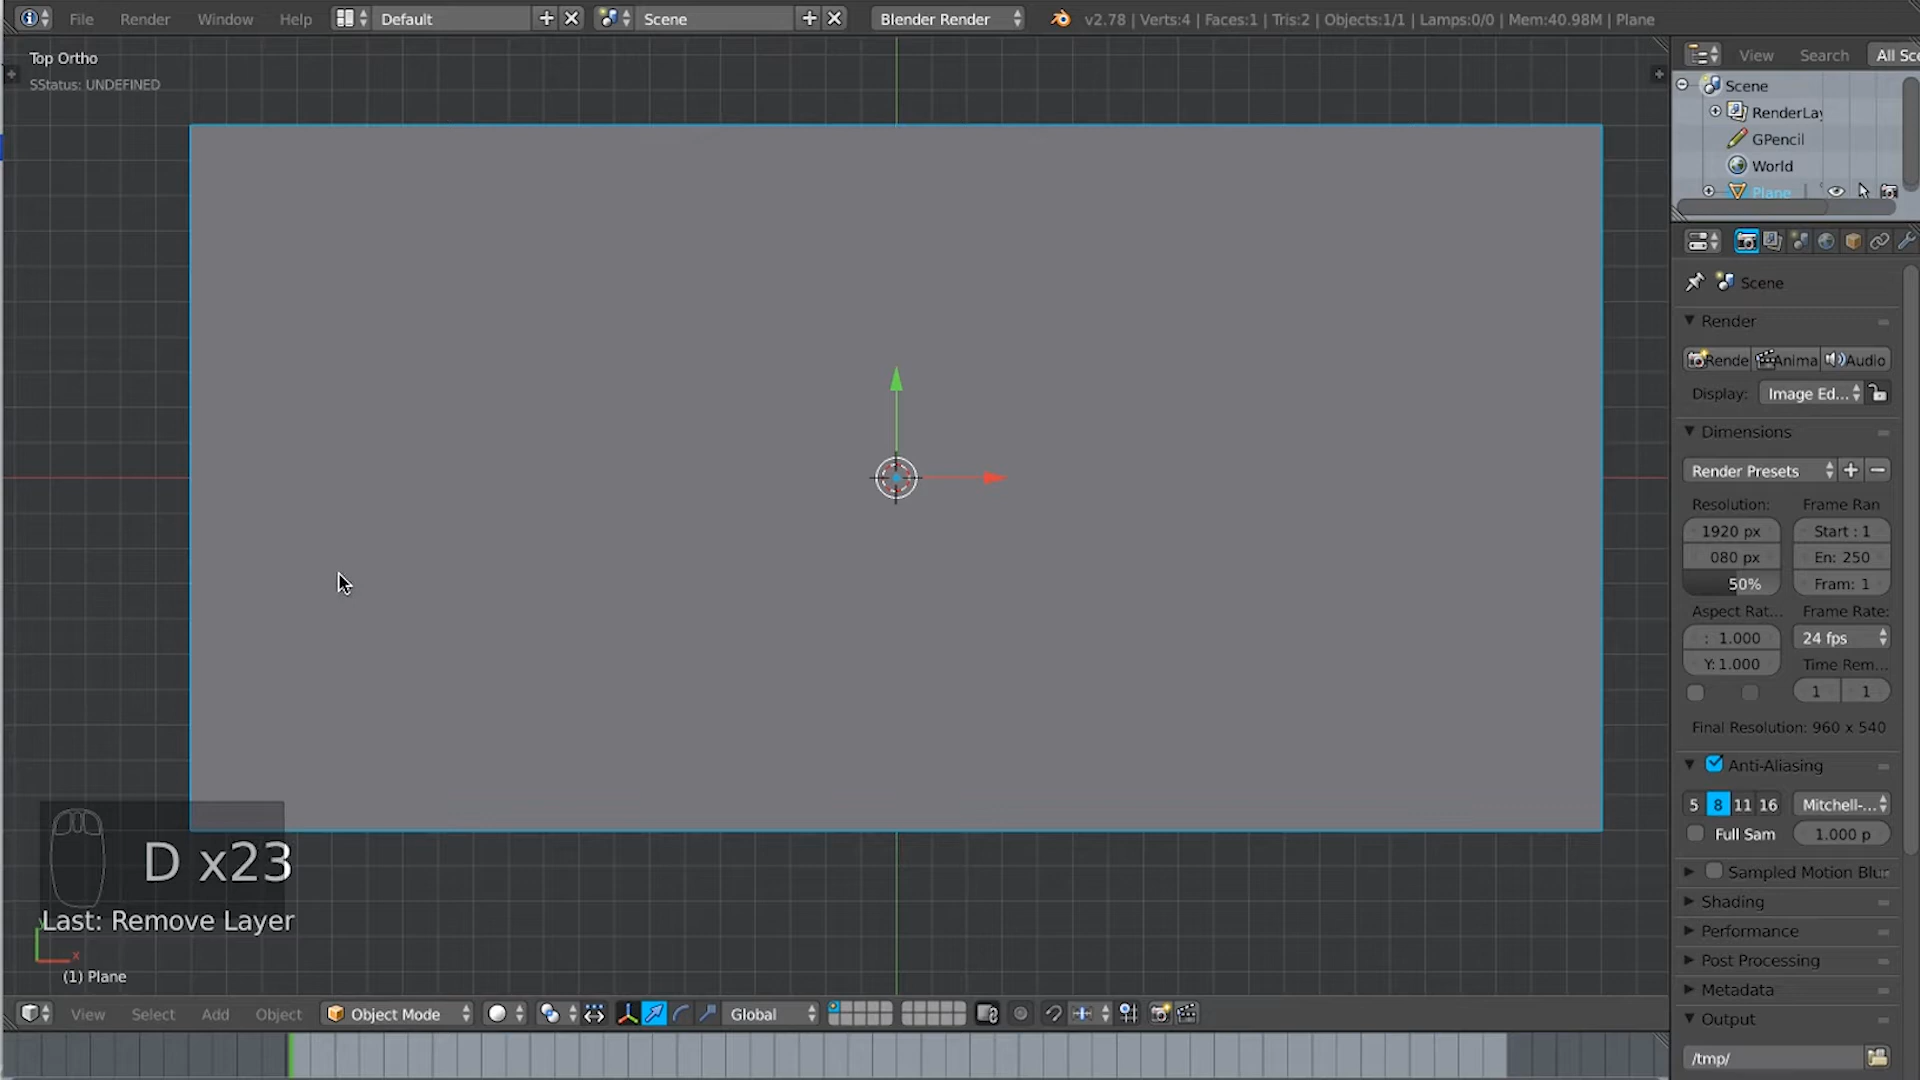 File Render Window Help Default Scene Blender Render v2.78 | Verts:4 | Faces:1 | Tris:2 | Objects:1/1 | Lamps:0/0 | Mem:40.98M | Plane
Top Ortho
SStatus: UNDEFINED
View Search All Sce
Scene
RenderLay
GPencil
World
Plane
Scene
Render
Rende Anima Audio
Display: Image Ed...
Dimensions
Render Presets
Resolution: Frame Ran
1920 px Start : 1
080 px En: 250
50% Fram: 1
Aspect Rat... Frame Rate:
: 1.000 24 fps
Y: 1.000 Time Rem...
1 1
Final Resolution: 960 x 540
Anti-Aliasing
5 8 11 16 Mitchell-...
Full Sam 1.000 p
Sampled Motion Blur
Shading
Performance
Post Processing
Metadata
Output
/tmp/
D x23
Last: Remove Layer
x
(1) Plane
View Select Add Object Object Mode Global